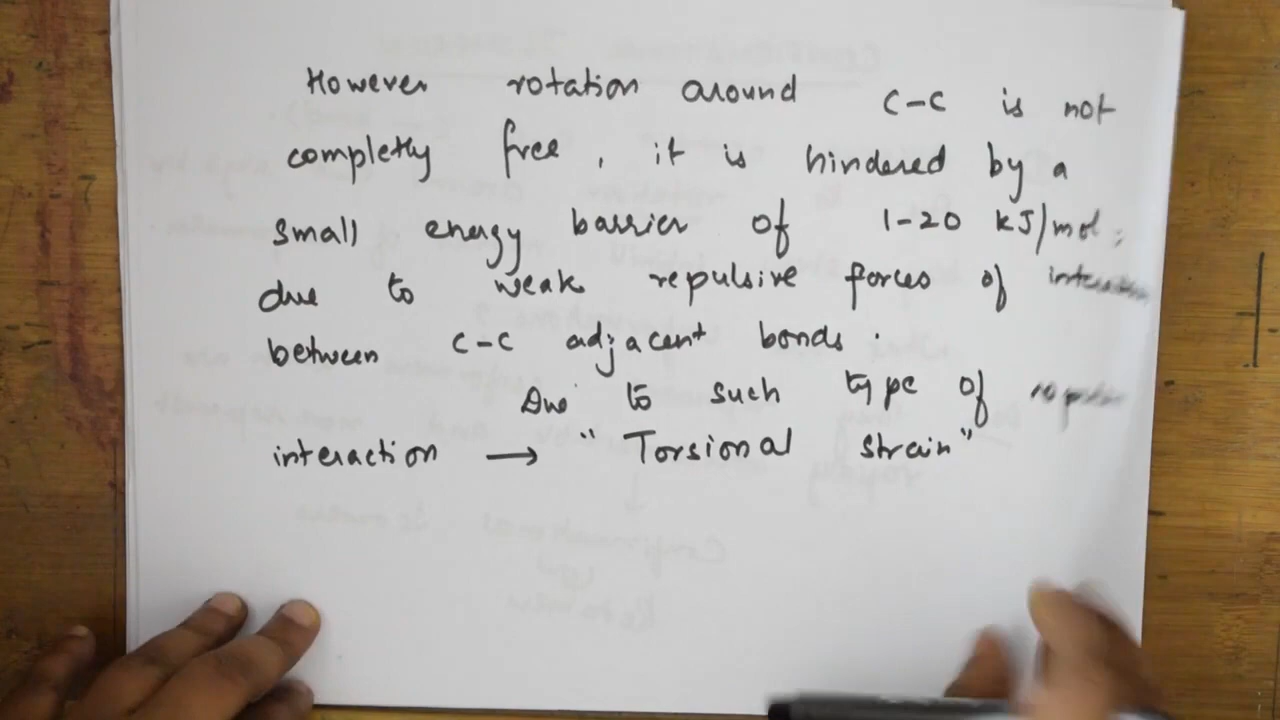 However rotation around C-C is not
completly free, it is hindered by a
small energy barrier of 1-20 kJ/mol.
due to weak repulsive forces of interaction
between C-C adjacent bonds.
Due to such type of
interaction → "Torsional strain"